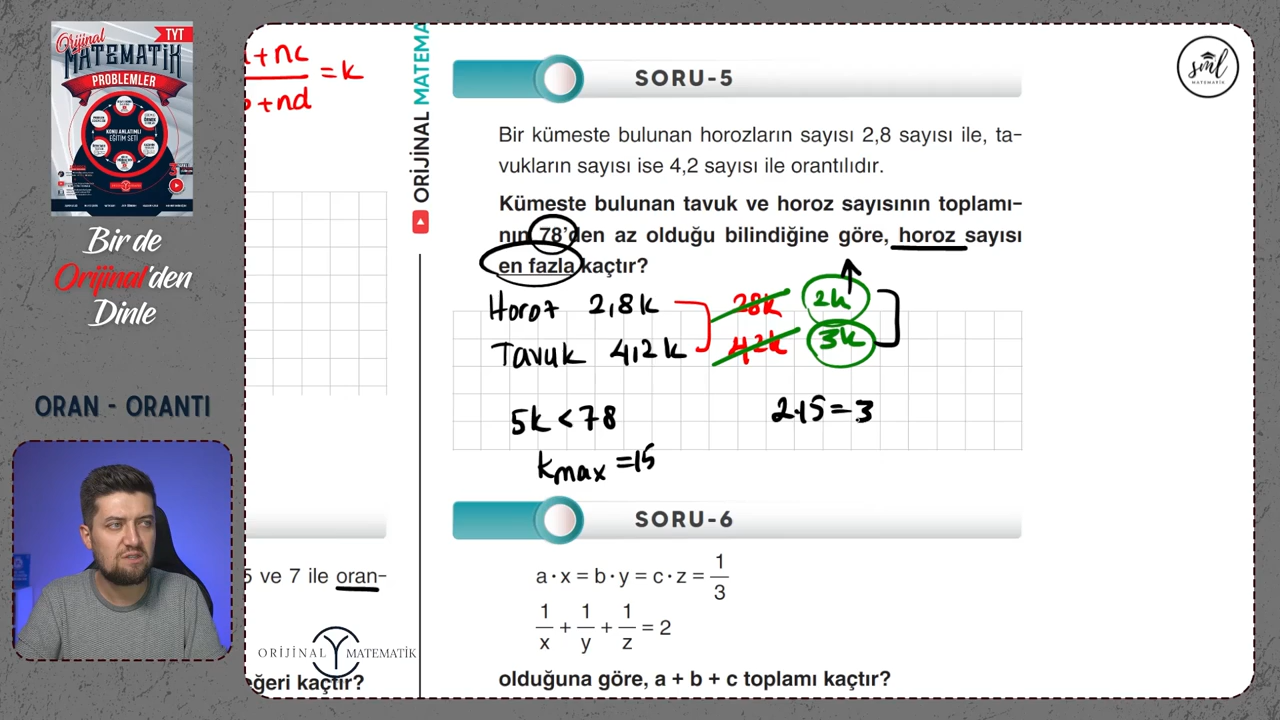 TYT
Orijinal
MATEMATİK
PROBLEMLER
KONU ANLATIMLI
EĞİTİM SETİ
Bir de
Orijinal'den
Dinle
ORAN - ORANTI
+ nc
= k
+ nd
5 ve 7 ile oran-
ORİJİNAL MATEMATİK
eğeri kaçtır?
ORİJİNAL MATEMA
sml
MATEMATİK
SORU-5
Bir kümeste bulunan horozların sayısı 2,8 sayısı ile, ta-
vukların sayısı ise 4,2 sayısı ile orantılıdır.
Kümeste bulunan tavuk ve horoz sayısının toplamı-
nın 78'den az olduğu bilindiğine göre, horoz sayısı
en fazla kaçtır?
Horoz 2,8k 28k 2k
Tavuk 4,2k 42k 3k
5k < 78 2·15 = 3
kmax = 15
SORU-6
a · x = b · y = c · z = 1/3
1/x + 1/y + 1/z = 2
olduğuna göre, a + b + c toplamı kaçtır?